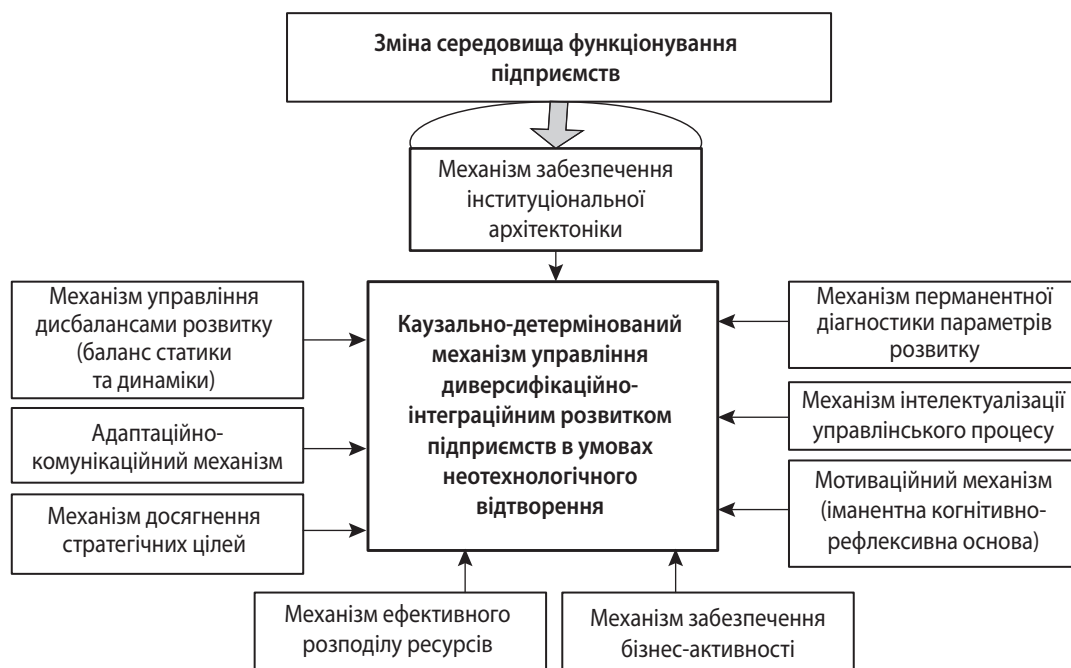 Зміна середовища функціонування
підприємств
Механізм забезпечення
інституціональної
архітектоніки
Механізм управління
дисбалансами розвитку
(баланс статики
та динаміки)
Адаптаційно-
комунікаційний механізм
Механізм досягнення
стратегічних цілей
Каузально-детермінований
механізм управління
диверсифікаційно-
інтеграційним розвитком
підприємств в умовах
неотехнологічного
відтворення
Механізм перманентної
діагностики параметрів
розвитку
Механізм інтелектуалізації
управлінського процесу
Мотиваційний механізм
(іманентна когнітивно-
рефлексивна основа)
Механізм ефективного
розподілу ресурсів
Механізм забезпечення
бізнес-активності